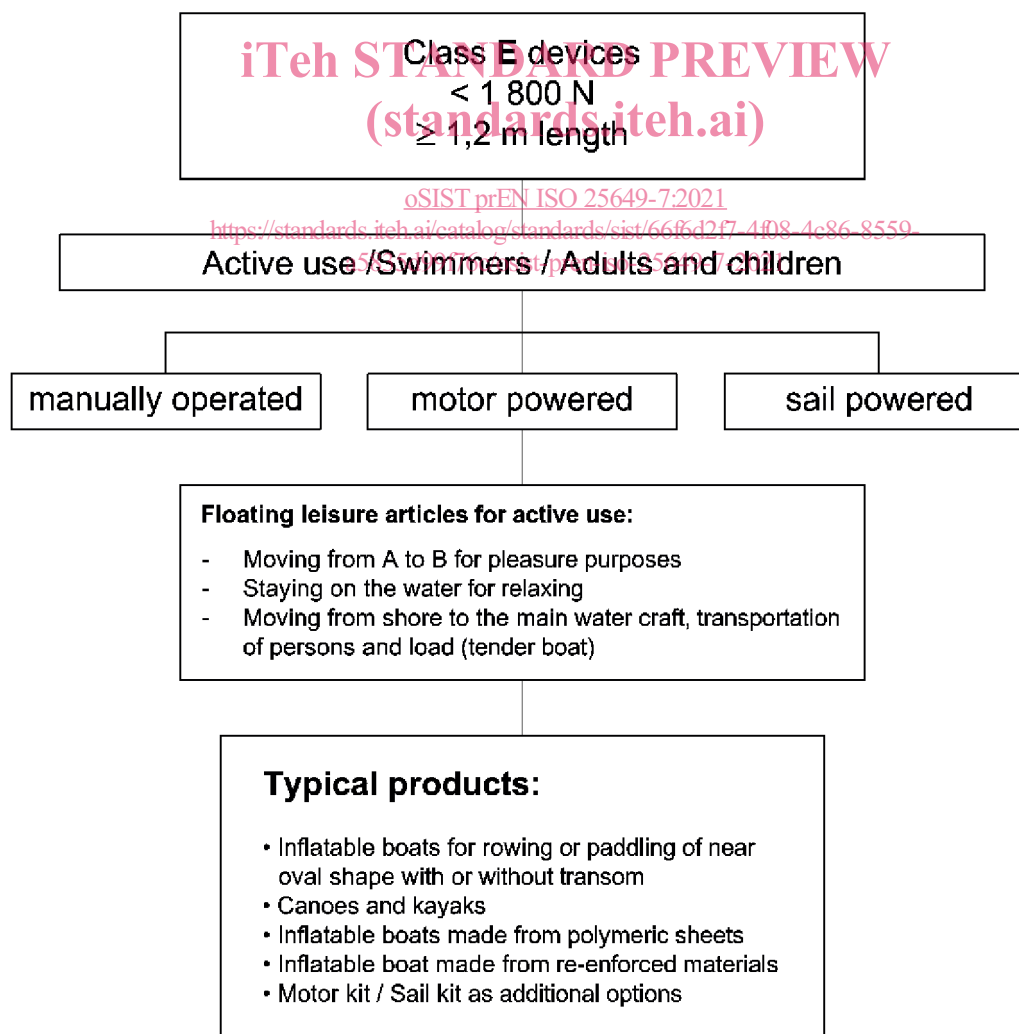 Class E devices
iTeh STANDARD PREVIEW
< 1 800 N
(standards.iteh.ai)
≥ 1,2 m length
oSIST prEN ISO 25649-7:2021
https://standards.iteh.ai/catalog/standards/sist/66f6d2f7-4f08-4c86-8559-
Active use /Swimmers / Adults and children
manually operated
motor powered
sail powered
Floating leisure articles for active use:
- Moving from A to B for pleasure purposes
- Staying on the water for relaxing
- Moving from shore to the main water craft, transportation
of persons and load (tender boat)
Typical products:
• Inflatable boats for rowing or paddling of near
oval shape with or without transom
• Canoes and kayaks
• Inflatable boats made from polymeric sheets
• Inflatable boat made from re-enforced materials
• Motor kit / Sail kit as additional options